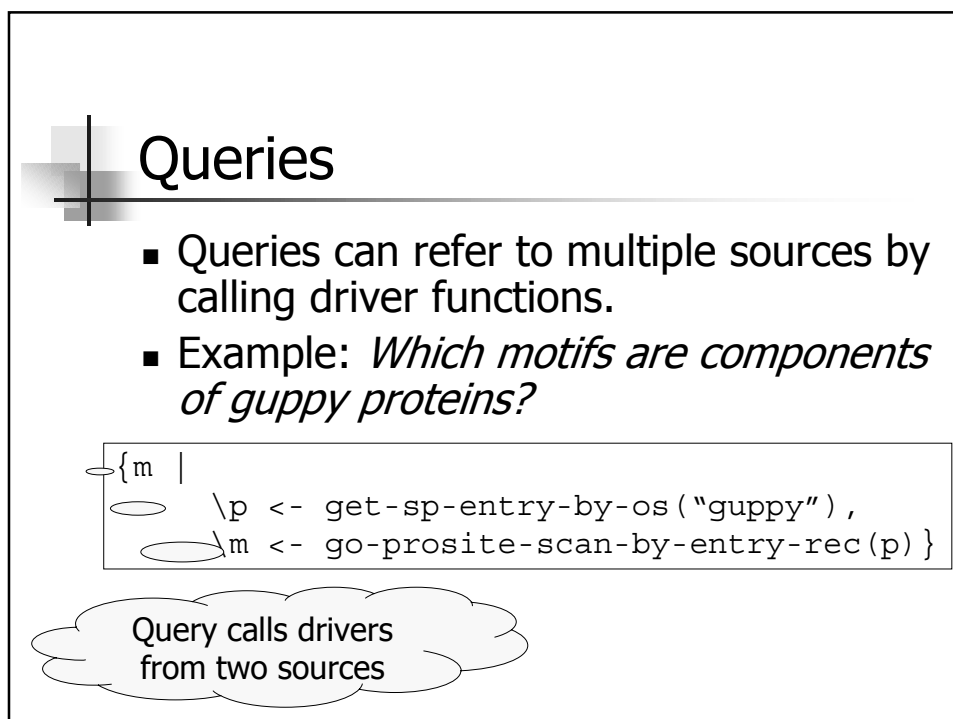 Queries
■ Queries can refer to multiple sources by
calling driver functions.
■ Example: Which motifs are components
of guppy proteins?
{m |
\p <- get-sp-entry-by-os("guppy"),
\m <- go-prosite-scan-by-entry-rec(p)}
Query calls drivers
from two sources